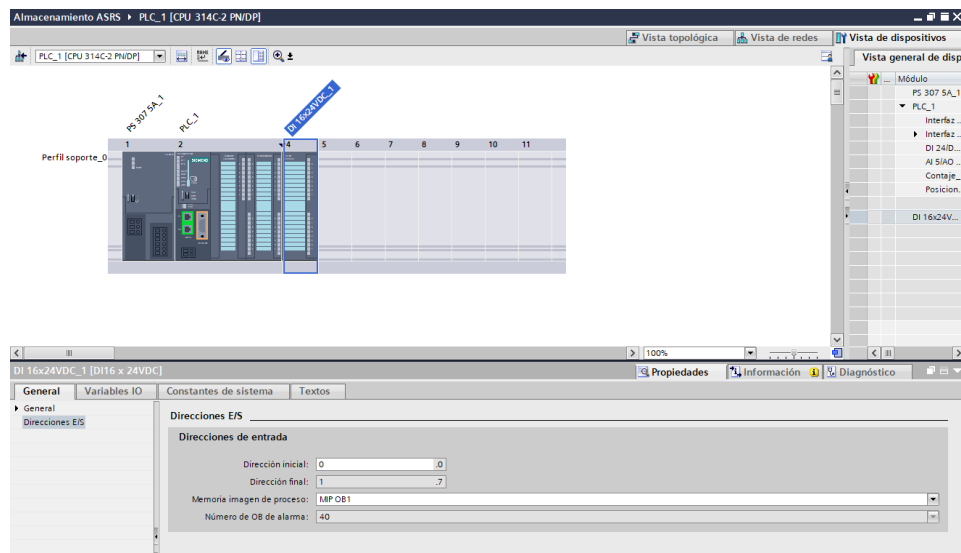 Almacenamiento ASRS ▸ PLC_1 [CPU 314C-2 PN/DP]
Vista topológica Vista de redes Vista de dispositivos
PLC_1 [CPU 314C-2 PN/DP] Vista general de disp
... Módulo
PS 307 5A_1
PLC_1
Interfaz ...
Interfaz ...
DI 24/D...
AI 5/AO ...
Contaje_
Posicion.
DI 16x24V...
PS 307 5A_1 PLC_1 DI 16x24VDC_1
1 2 4 5 6 7 8 9 10 11
Perfil soporte_0
SIEMENS
100%
DI 16x24VDC_1 [DI16 x 24VDC]
Propiedades Información Diagnóstico
General Variables IO Constantes de sistema Textos
General
Direcciones E/S
Direcciones E/S
Direcciones de entrada
Dirección inicial: 0 .0
Dirección final: 1 .7
Memoria imagen de proceso: MIP OB1
Número de OB de alarma: 40